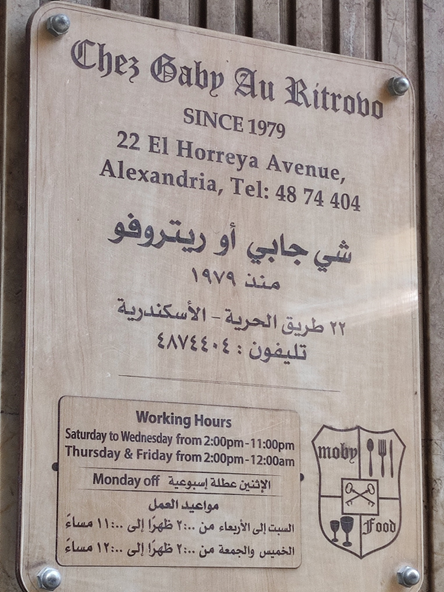 Chez Gaby Au Ritrovo
SINCE 1979
22 El Horreya Avenue,
Alexandria, Tel: 48 74 404
شي جابي أو ريتروفو
منذ ١٩٧٩
٢٢ طريق الحرية - الأسكندرية
تليفون : ٤٨٧٤٤٠٤
Working Hours
Saturday to Wednesday from 2:00pm - 11:00pm
Thursday & Friday from 2:00pm - 12:00am
Monday off الإثنين عطلة إسبوعية
مواعيد العمل
السبت إلى الأربعاء من ٢:٠٠ ظهرًا إلى ١١:٠٠ مساءً
الخميس والجمعة من ٢:٠٠ ظهرًا إلى ١٢:٠٠ مساءً
moby
Food